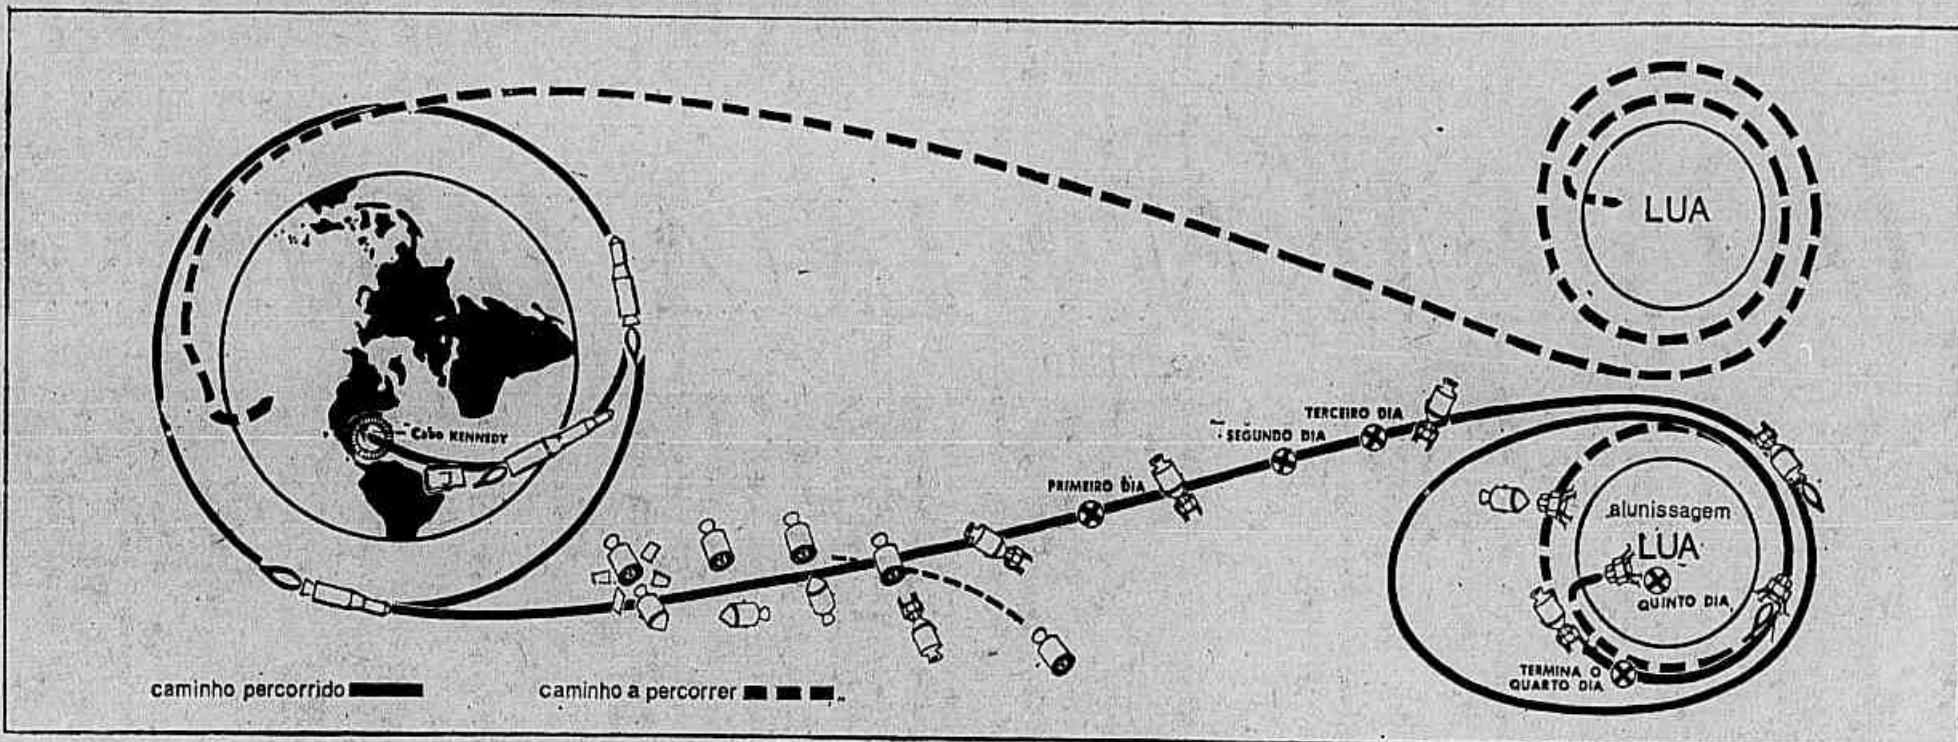 LUA
Cabo KENNEDY
TERCEIRO DIA
SEGUNDO DIA
PRIMEIRO DIA
alunissagem
LUA
QUINTO DIA
TERMINA O
QUARTO DIA
caminho percorrido
caminho a percorrer